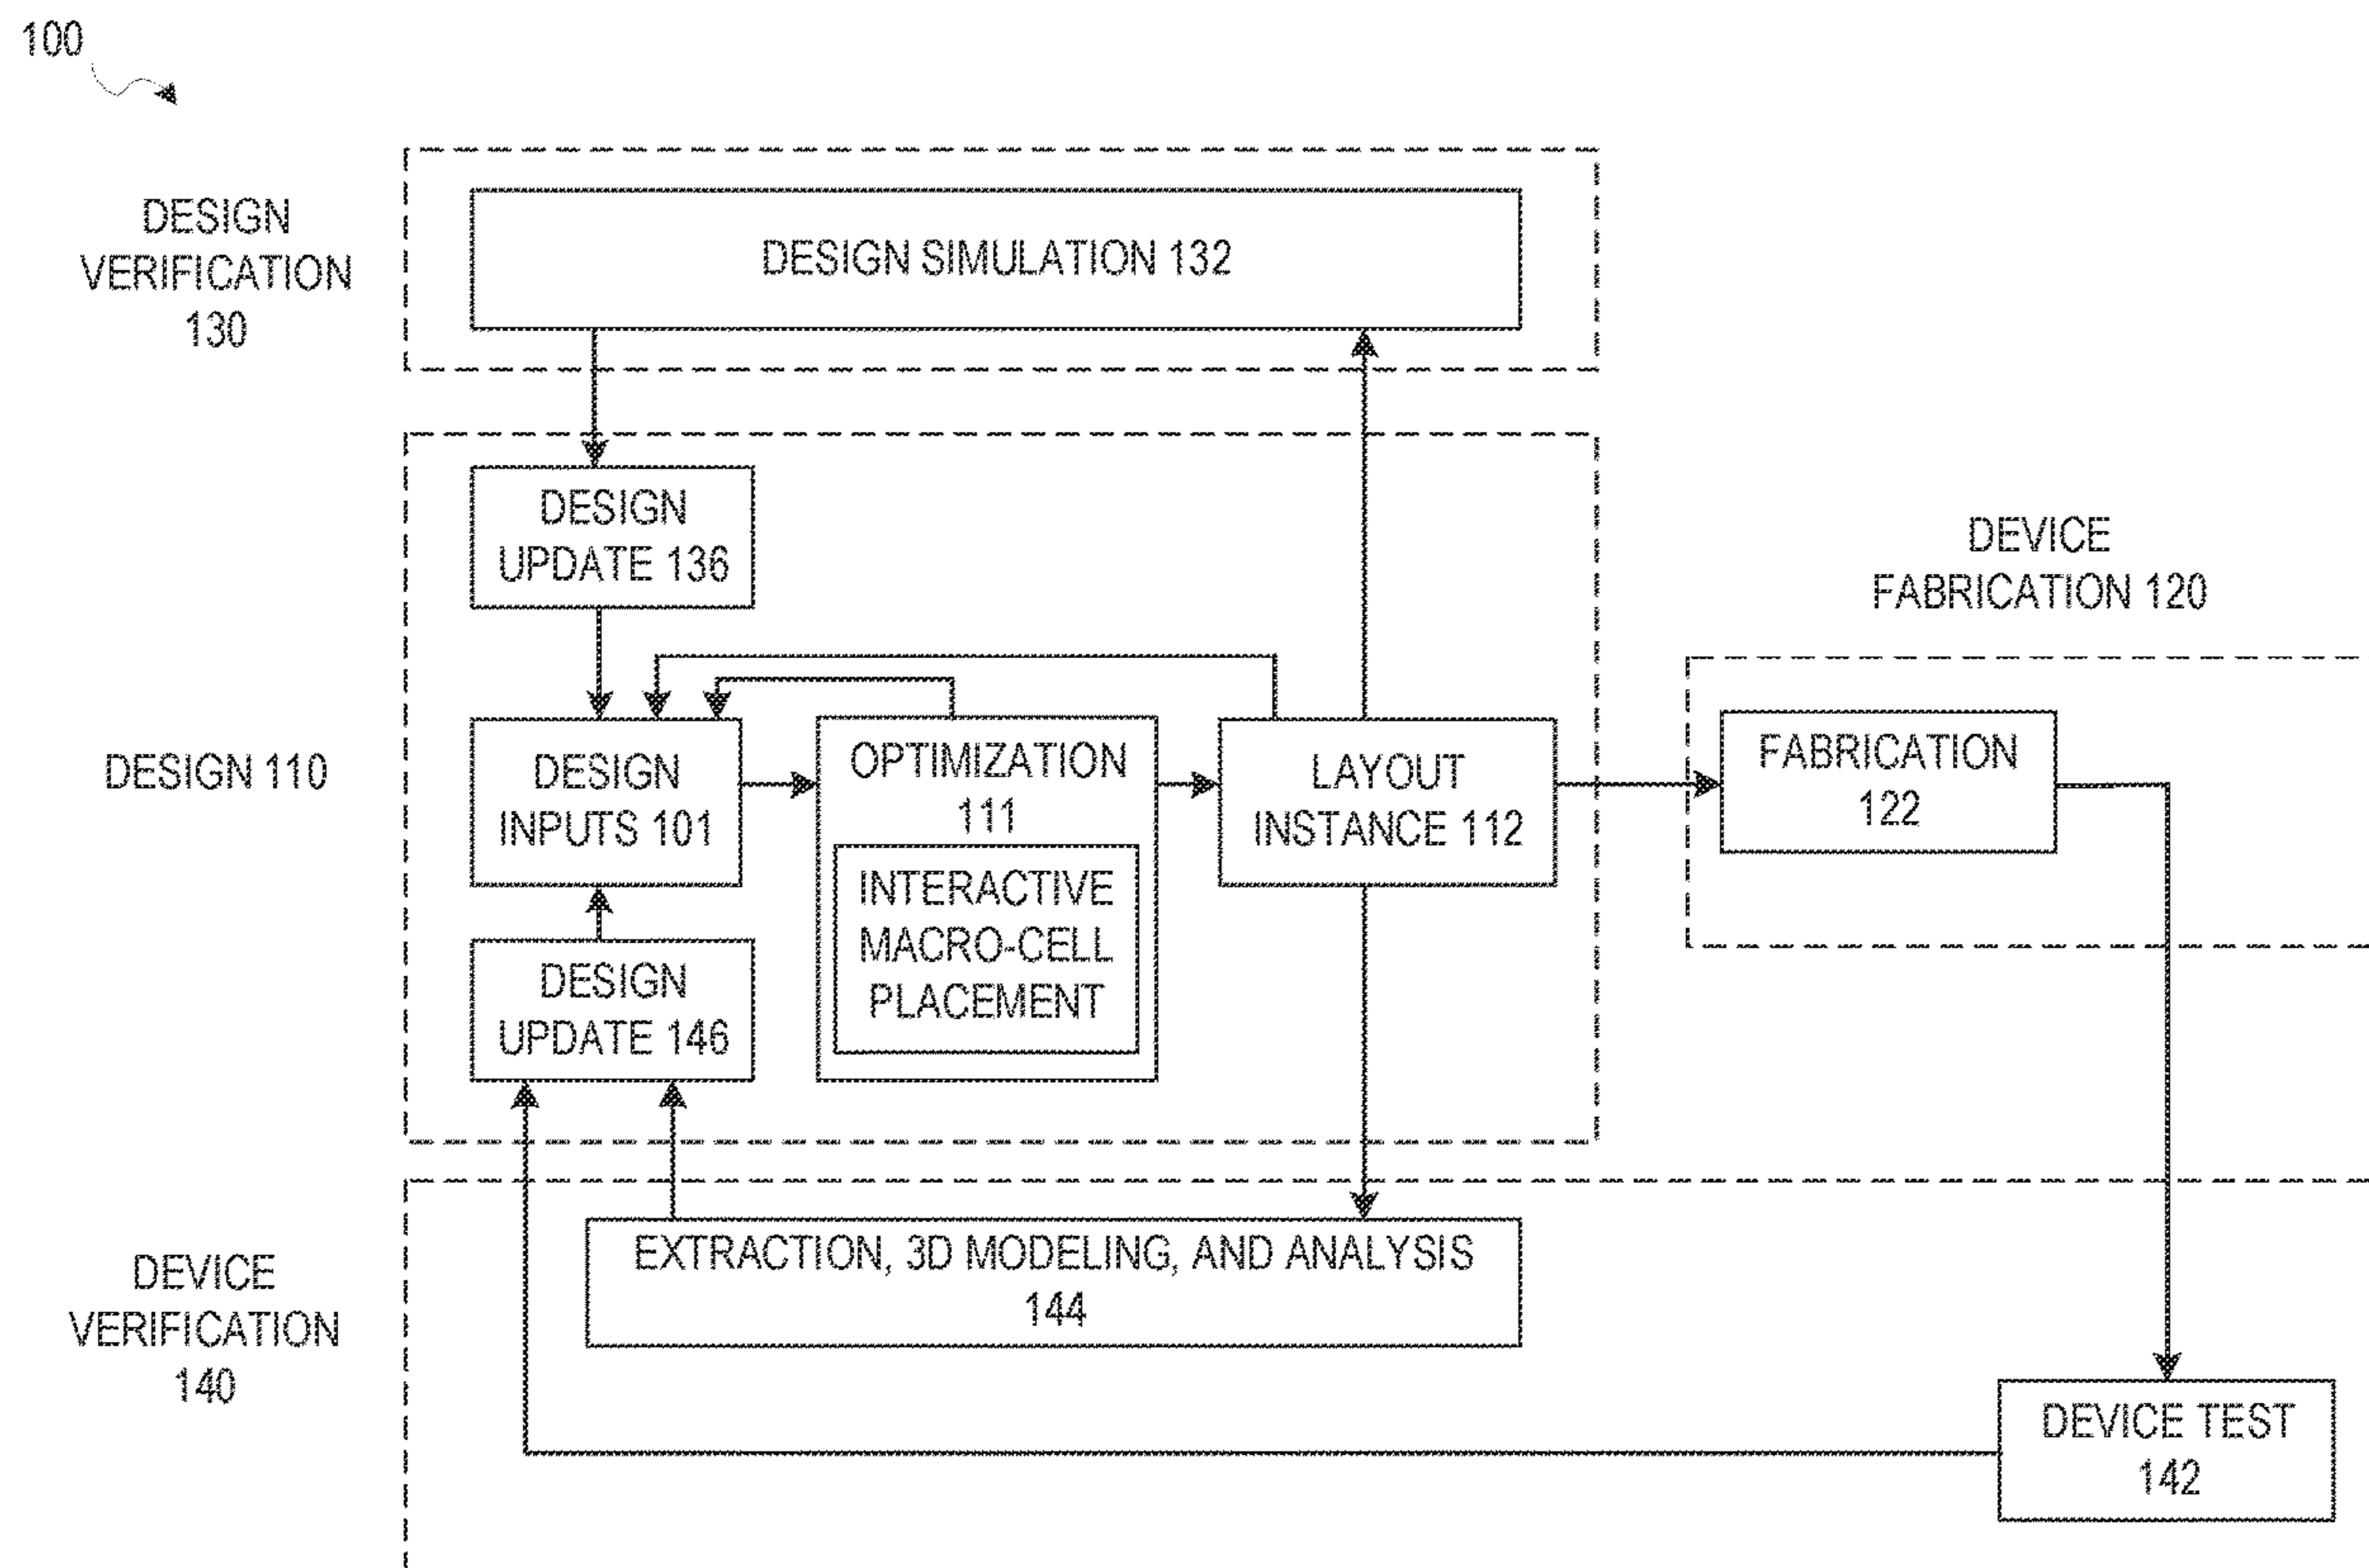 100
DESIGN
VERIFICATION
130
DESIGN SIMULATION 132
DESIGN
UPDATE 136
DEVICE
FABRICATION 120
DESIGN 110
DESIGN
INPUTS 101
OPTIMIZATION
111
INTERACTIVE
MACRO-CELL
PLACEMENT
LAYOUT
INSTANCE 112
FABRICATION
122
DESIGN
UPDATE 146
DEVICE
VERIFICATION
140
EXTRACTION, 3D MODELING, AND ANALYSIS
144
DEVICE TEST
142